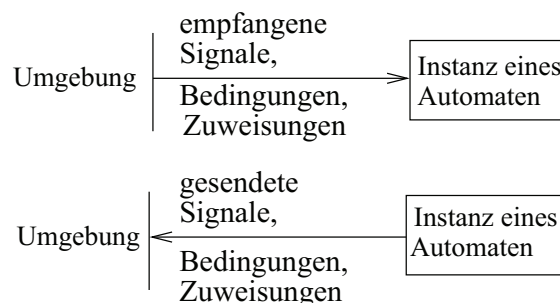 empfangene
Signale,
Umgebung
Bedingungen,
Zuweisungen
Instanz eines
Automaten
gesendete
Signale,
Umgebung
Bedingungen,
Zuweisungen
Instanz eines
Automaten